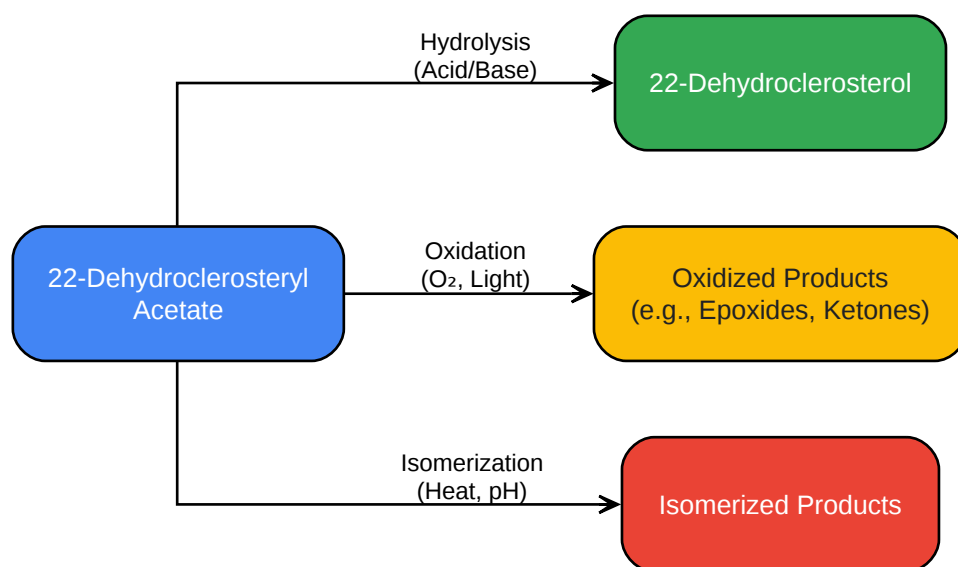 Hydrolysis
(Acid/Base)
22-Dehydroclerosterol
22-Dehydroclerosteryl
Acetate
Oxidation
(O₂, Light)
Oxidized Products
(e.g., Epoxides, Ketones)
Isomerization
(Heat, pH)
Isomerized Products